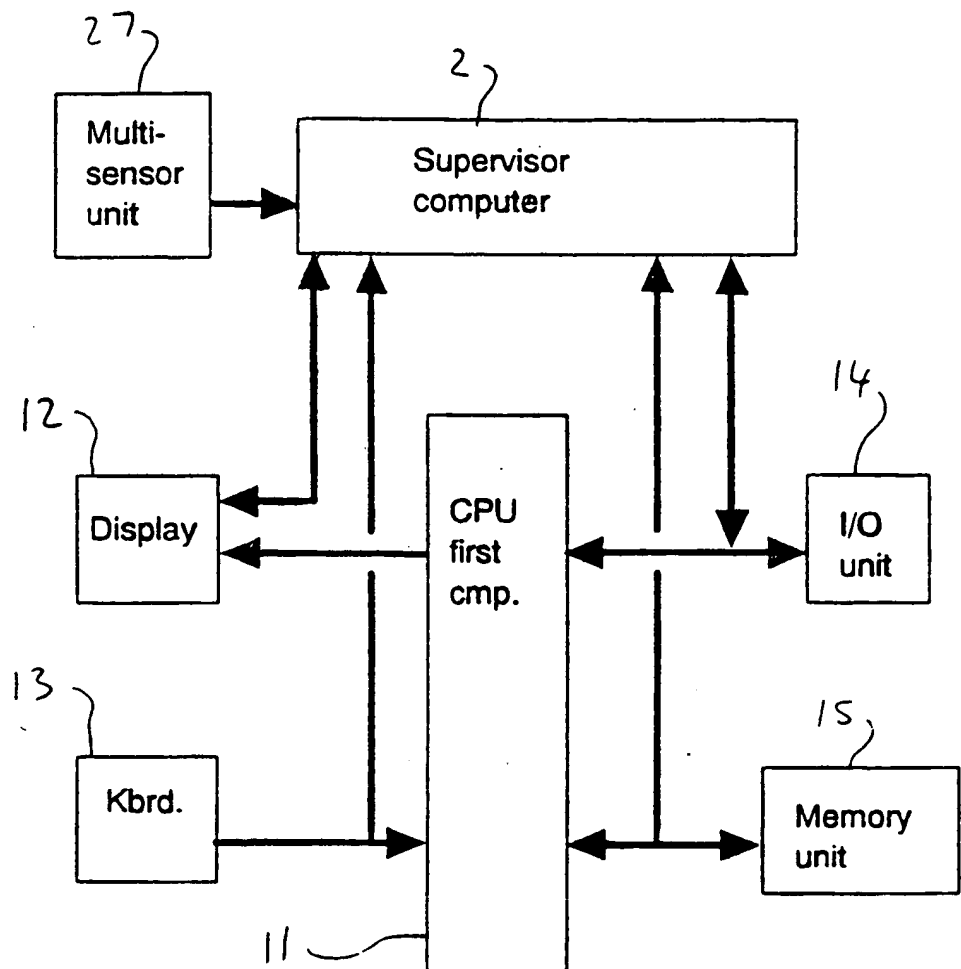 27
2
Multi-
sensor
unit
Supervisor
computer
12
14
Display
CPU
first
cmp.
I/O
unit
13
15
Kbrd.
Memory
unit
11